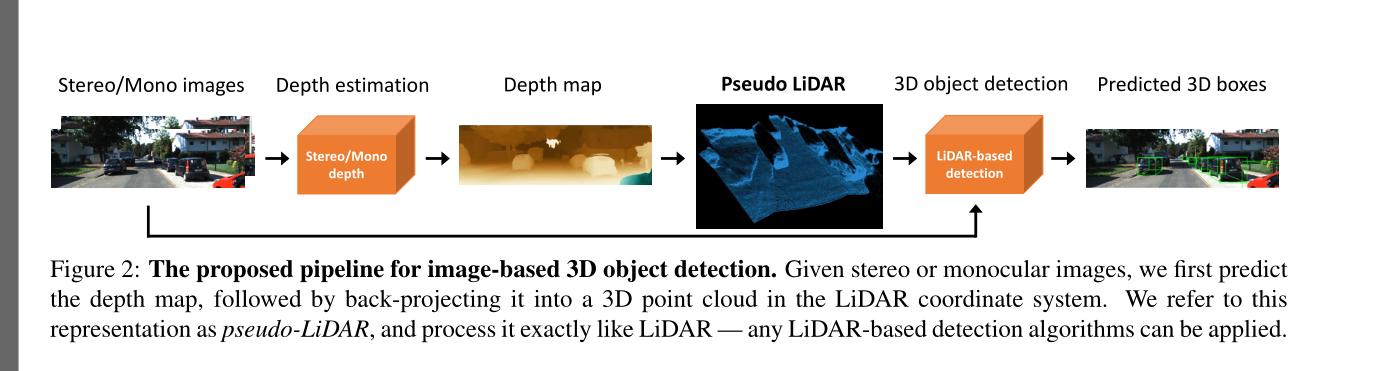 Stereo/Mono images
Depth estimation
Depth map
Pseudo LiDAR
3D object detection
Predicted 3D boxes
Stereo/Mono
depth
LiDAR-based
detection
Figure 2: The proposed pipeline for image-based 3D object detection. Given stereo or monocular images, we first predict
the depth map, followed by back-projecting it into a 3D point cloud in the LiDAR coordinate system. We refer to this
representation as pseudo-LiDAR, and process it exactly like LiDAR — any LiDAR-based detection algorithms can be applied.